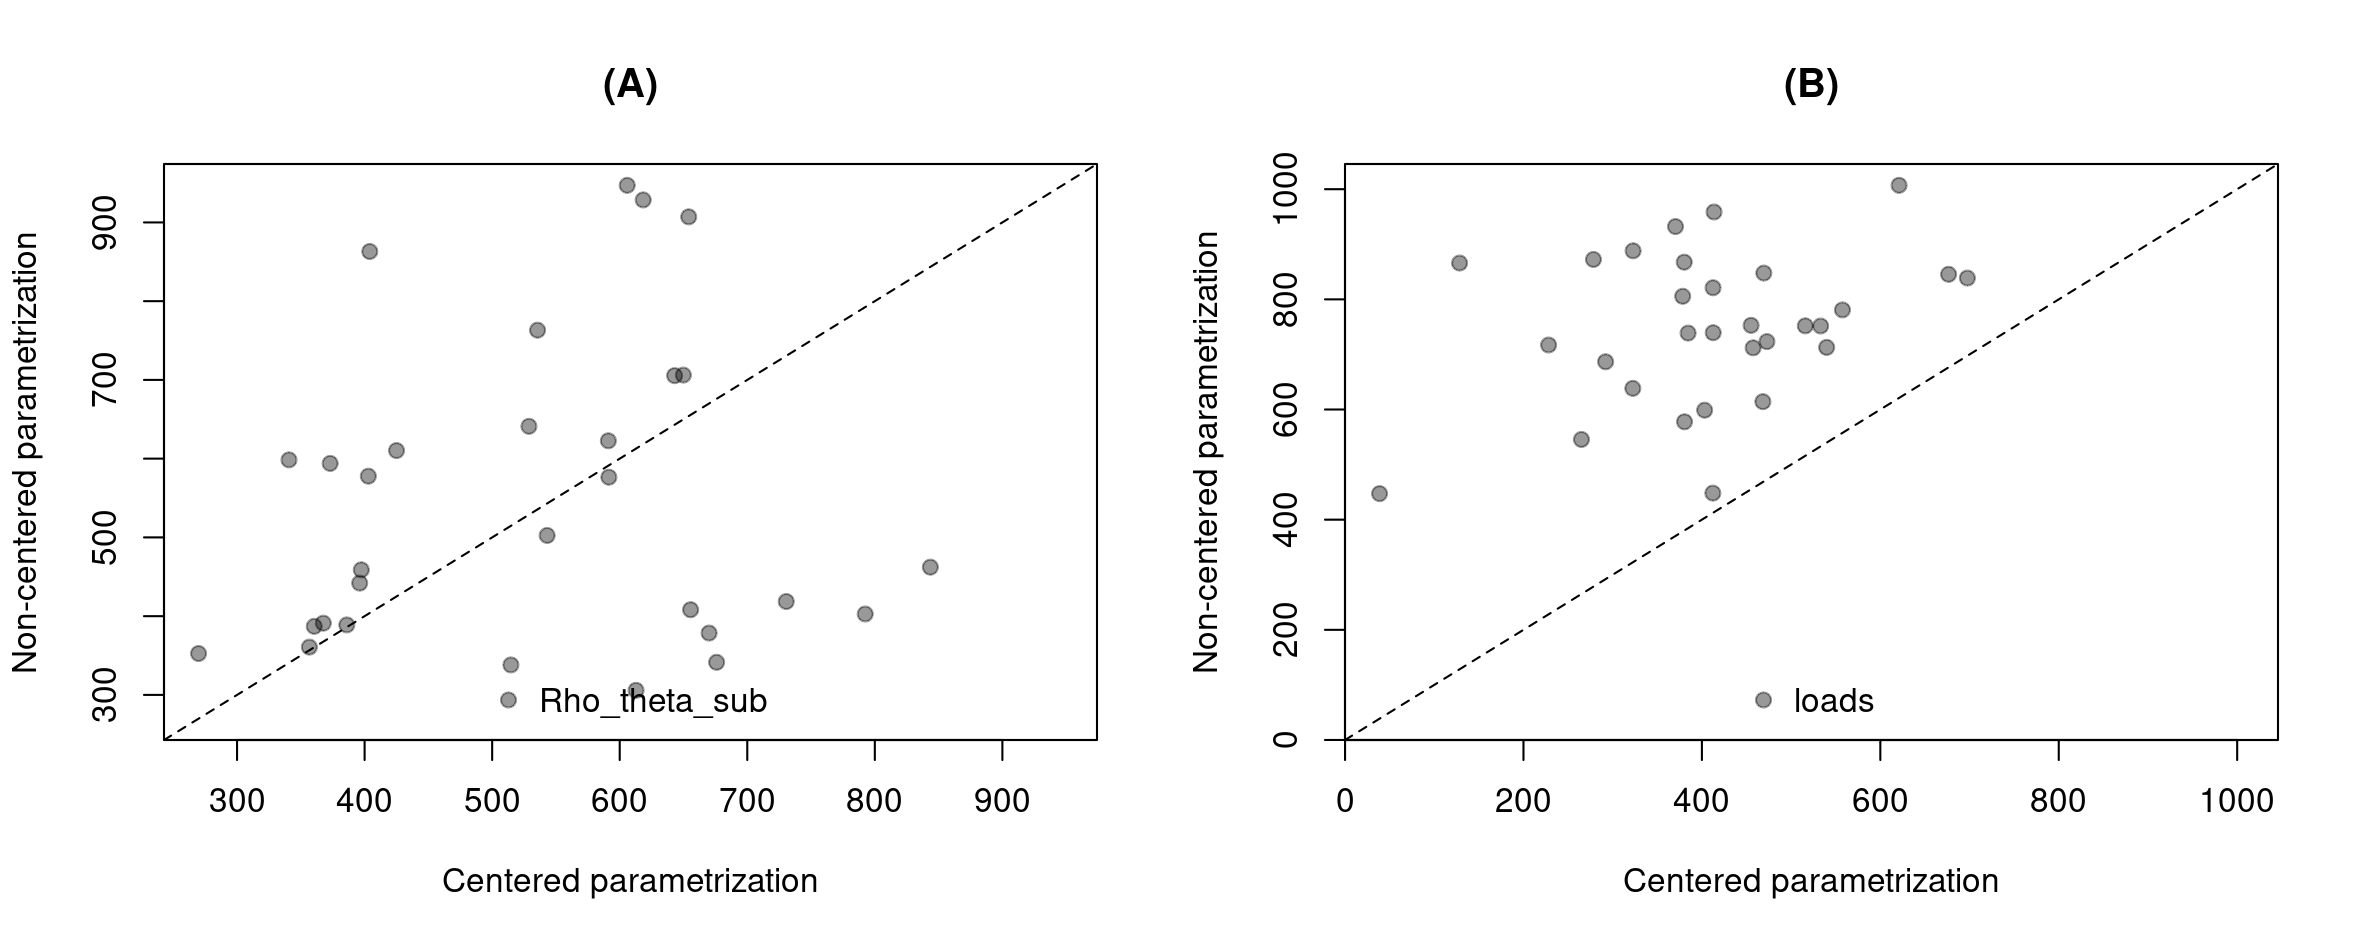 (A)
Non-centered parametrization
900
700
500
300
Rho_theta_sub
300 400 500 600 700 800 900
Centered parametrization
(B)
Non-centered parametrization
1000
800
600
400
200
0
loads
0 200 400 600 800 1000
Centered parametrization